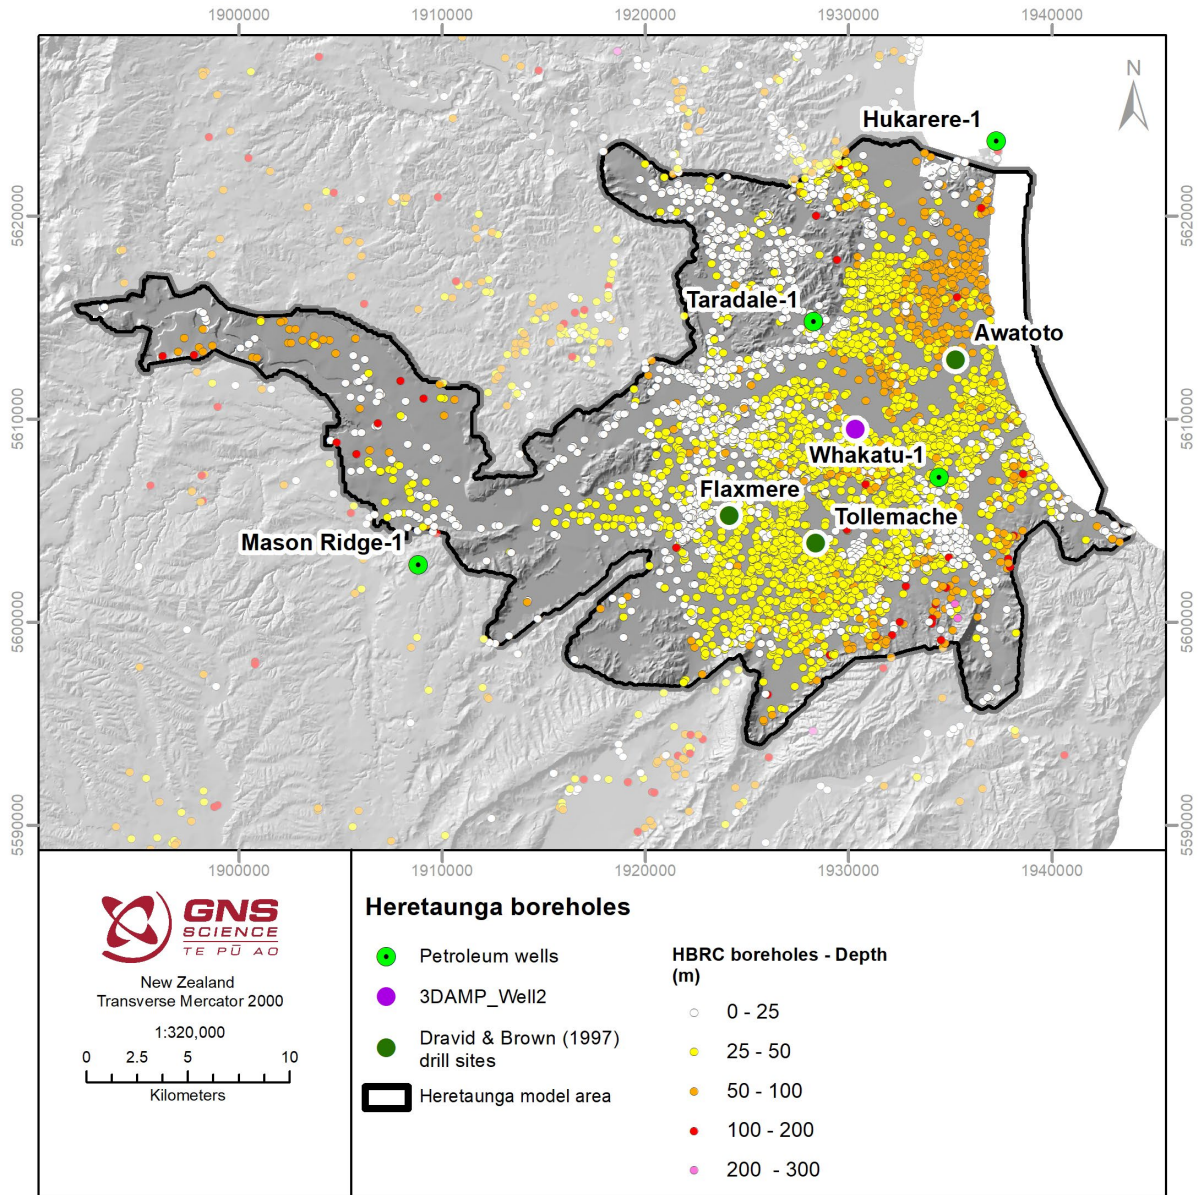 1900000
1910000
1920000
1930000
1940000
N
Hukarere-1
5620000
5620000
Taradale-1
Awatoto
5610000
5610000
Whakatu-1
Flaxmere
Tollemache
Mason Ridge-1
5600000
5600000
5590000
5590000
1900000
1910000
1920000
1930000
1940000
GNS
SCIENCE
TE PŪ AO
New Zealand
Transverse Mercator 2000
1:320,000
0 2.5 5 10
Kilometers
Heretaunga boreholes
Petroleum wells
3DAMP_Well2
Dravid & Brown (1997)
drill sites
Heretaunga model area
HBRC boreholes - Depth
(m)
0 - 25
25 - 50
50 - 100
100 - 200
200 - 300